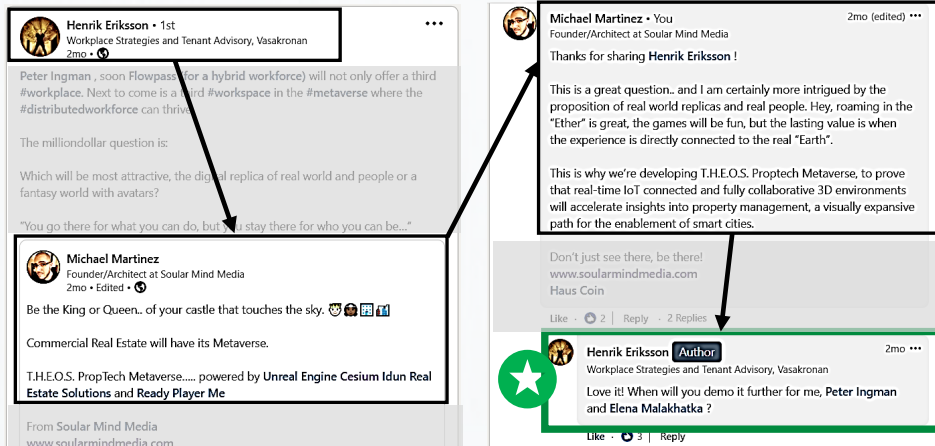 Henrik Eriksson • 1st
Workplace Strategies and Tenant Advisory, Vasakronan
2mo •
Peter Ingman , soon Flowpass (for a hybrid workforce) will not only offer a third
#workplace. Next to come is a third #workspace in the #metaverse where the
#distributedworkforce can thrive
The milliondollar question is:
Which will be most attractive, the digital replica of real world and people or a
fantasy world with avatars?
"You go there for what you can do, but you stay there for who you can be..."
Michael Martinez
Founder/Architect at Soular Mind Media
2mo • Edited •
Be the King or Queen.. of your castle that touches the sky.
Commercial Real Estate will have its Metaverse.
T.H.E.O.S. PropTech Metaverse..... powered by Unreal Engine Cesium Idun Real
Estate Solutions and Ready Player Me
From Soular Mind Media
www.soularmindmedia.com
Michael Martinez • You
2mo (edited) •••
Founder/Architect at Soular Mind Media
Thanks for sharing Henrik Eriksson !
This is a great question.. and I am certainly more intrigued by the
proposition of real world replicas and real people. Hey, roaming in the
"Ether" is great, the games will be fun, but the lasting value is when
the experience is directly connected to the real "Earth".
This is why we're developing T.H.E.O.S. Proptech Metaverse, to prove
that real-time IoT connected and fully collaborative 3D environments
will accelerate insights into property management, a visually expansive
path for the enablement of smart cities.
Don't just see there, be there!
www.soularmindmedia.com
Haus Coin
Like · 2 | Reply · 2 Replies
Henrik Eriksson Author
2mo •••
Workplace Strategies and Tenant Advisory, Vasakronan
Love it! When will you demo it further for me, Peter Ingman
and Elena Malakhatka ?
Like · 3 | Reply